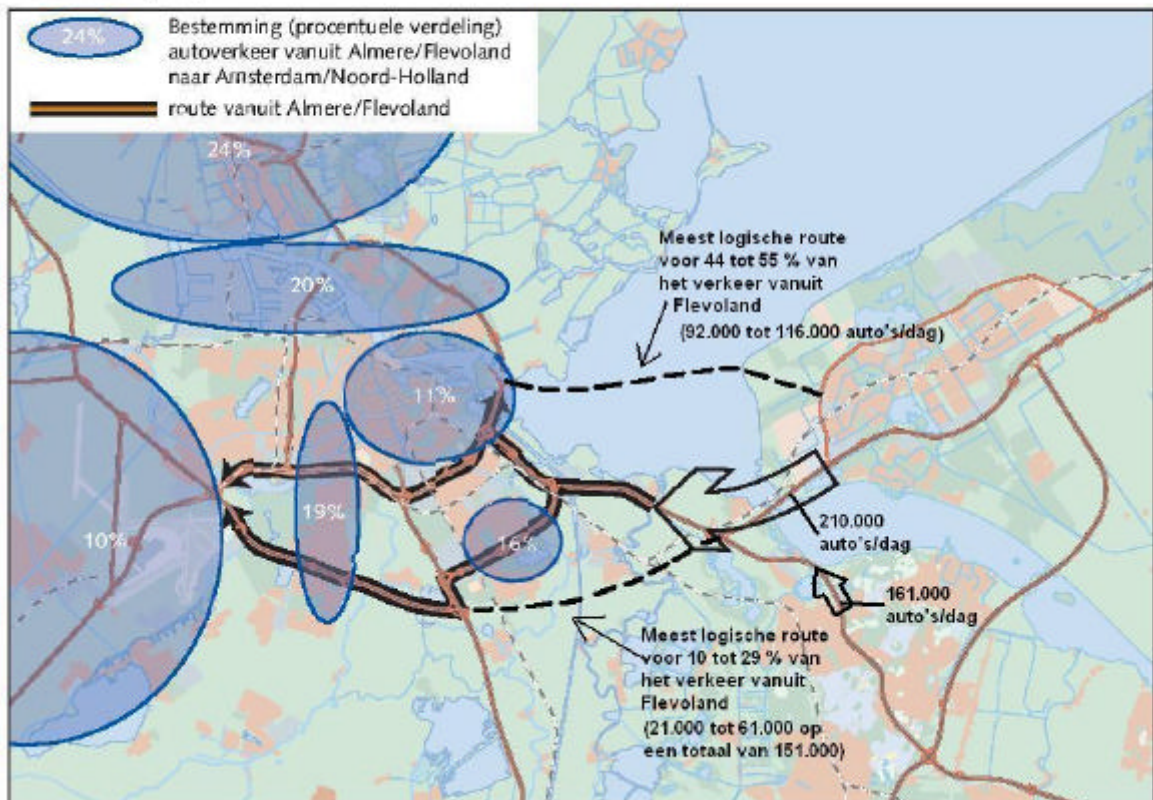 24%
Bestemming (procentuele verdeling)
autoverkeer vanuit Almere/Flevoland
naar Amsterdam/Noord-Holland
route vanuit Almere/Flevoland
24%
20%
11%
19%
10%
16%
Meest logische route
voor 44 tot 55 % van
het verkeer vanuit
Flevoland
(92.000 tot 116.000 auto's/dag)
210.000
auto's/dag
161.000
auto's/dag
Meest logische route
voor 10 tot 29 % van
het verkeer vanuit
Flevoland
(21.000 tot 61.000 op
een totaal van 151.000)